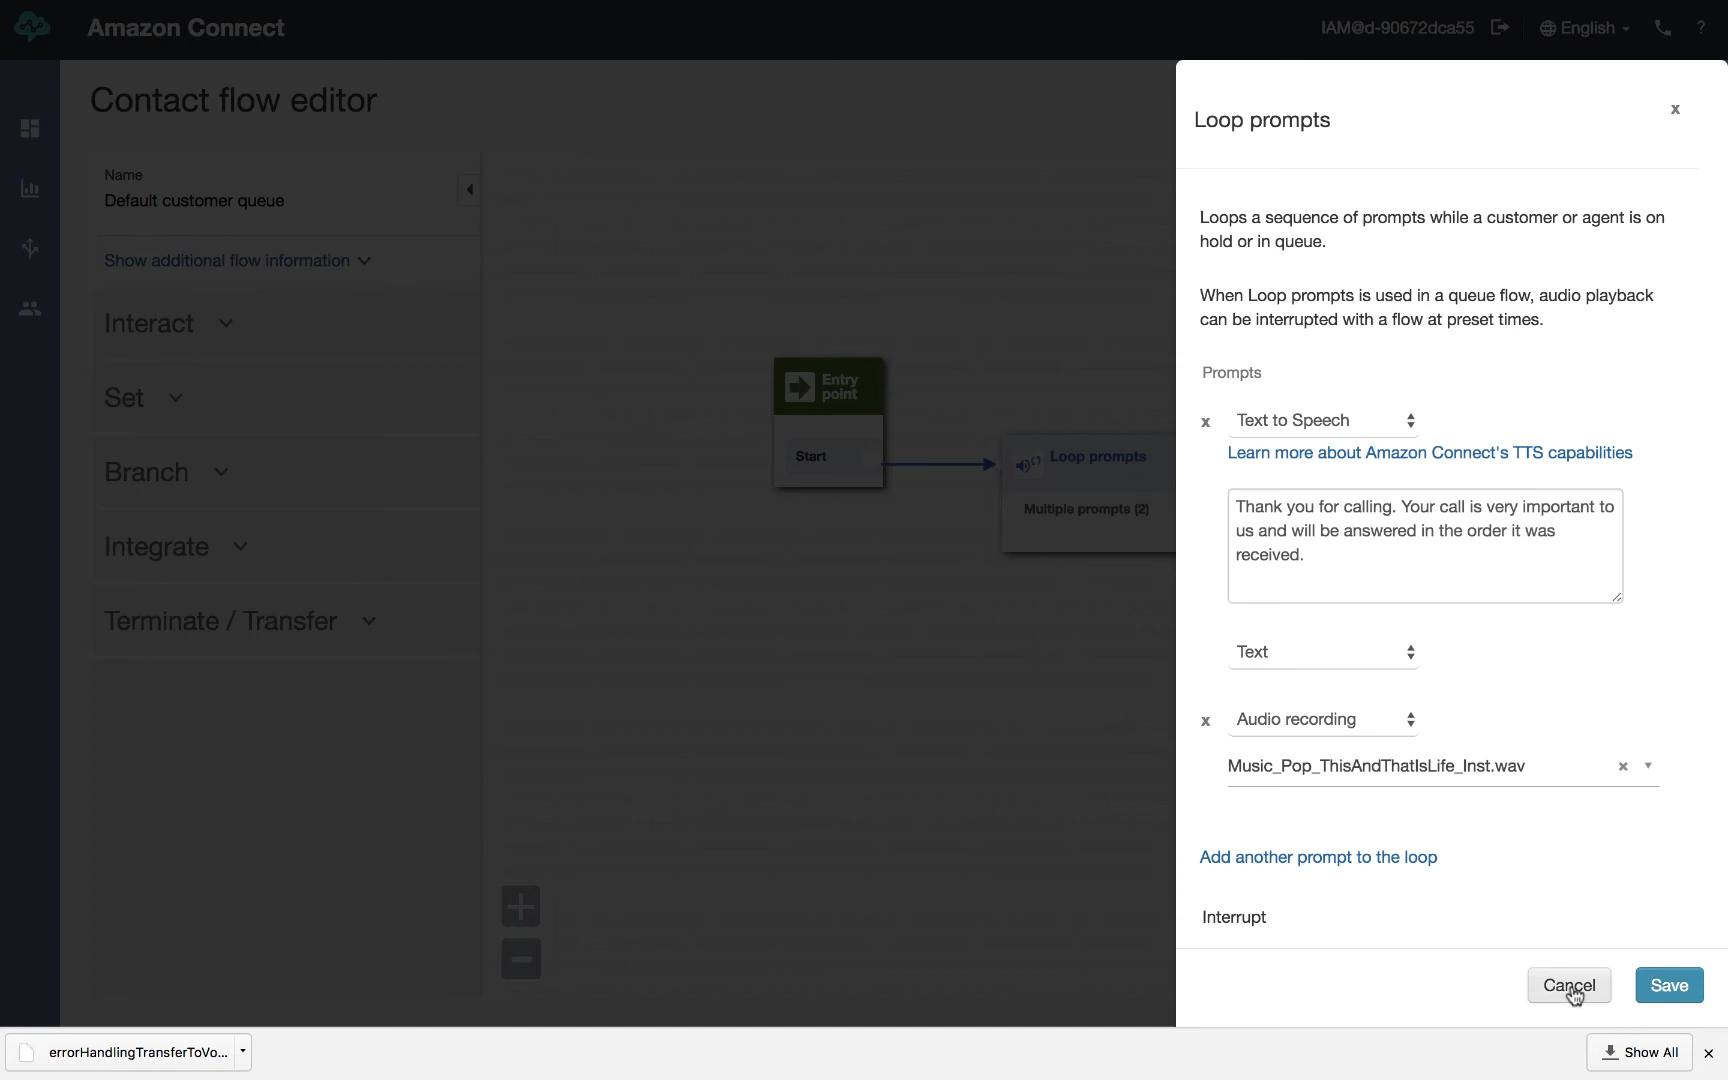 Amazon Connect
IAM@d-90672dca55
English
?
Contact flow editor
Name
Default customer queue
Show additional flow information
Interact
Set
Branch
Integrate
Terminate / Transfer
Entry
point
Start
Loop prompts
Multiple prompts (2)
Loop prompts
x
Loops a sequence of prompts while a customer or agent is on
hold or in queue.
When Loop prompts is used in a queue flow, audio playback
can be interrupted with a flow at preset times.
Prompts
x Text to Speech
Learn more about Amazon Connect's TTS capabilities
Thank you for calling. Your call is very important to
us and will be answered in the order it was
received.
Text
x Audio recording
Music_Pop_ThisAndThatIsLife_Inst.wav
Add another prompt to the loop
Interrupt
Cancel
Save
errorHandlingTransferToVo...
Show All